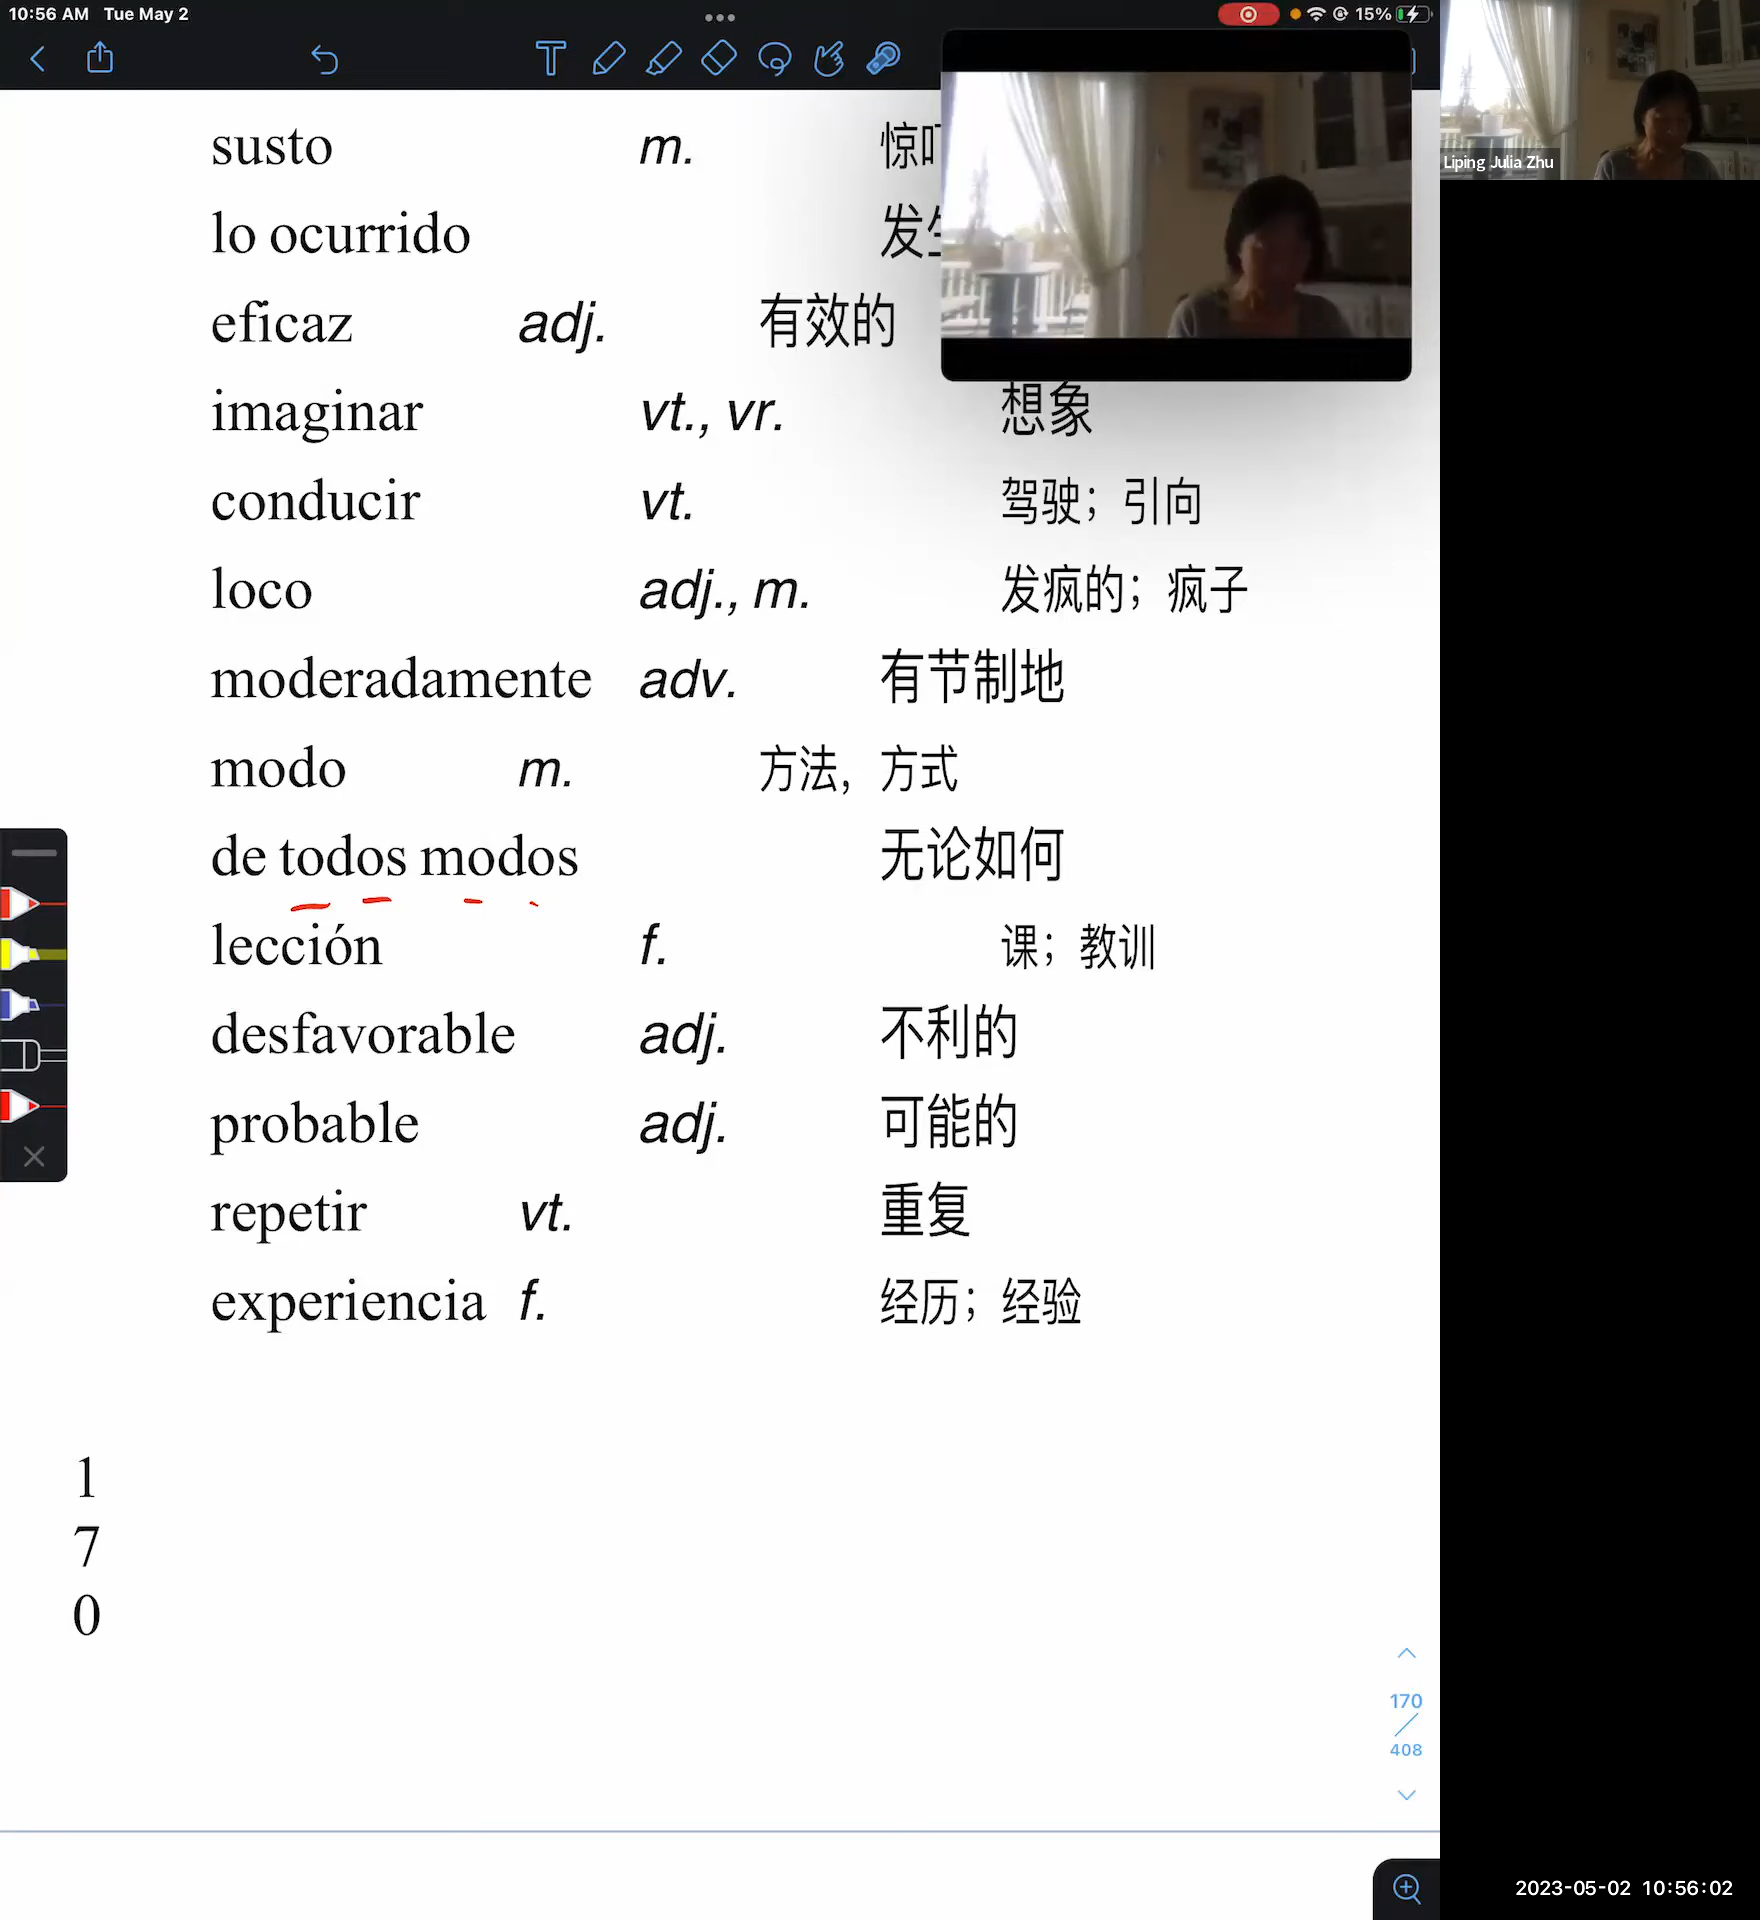 10:56 AM Tue May 2
15%
Liping Julia Zhu
susto m. 惊
lo ocurrido 发
eficaz adj. 有效的
imaginar vt., vr. 想象
conducir vt. 驾驶；引向
loco adj., m. 发疯的；疯子
moderadamente adv. 有节制地
modo m. 方法，方式
de todos modos 无论如何
lección f. 课；教训
desfavorable adj. 不利的
probable adj. 可能的
repetir vt. 重复
experiencia f. 经历；经验
1
7
0
170
408
2023-05-02 10:56:02